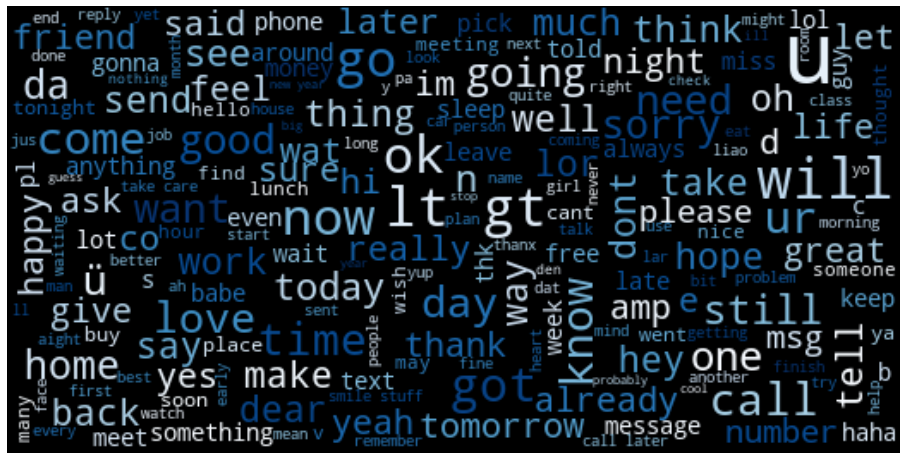 end reply yet
said phone
later
pick
much
think
might
lol
u
let
friend
done
gonna
month
see
around
go
meeting
look
next
told
night
miss
room
ill
guy
da
nothing
money
new year
y
pa
im
going
right
check
thought
tonight
send
feel
hello
house
thing
sleep
quite
need
oh
class
jus
come
job
good
big
well
car
person
sorry
eat
d
life
wat
long
ok
leave
coming
lor
always
liao
anything
find
sure
hi
n
name
girl
never
dont
take
will
yo
pl
guess
take care
lunch
stop
cant
c
happy
ask
want
even
now
lt
gt
plan
talk
use
please
ur
morning
waiting
lot
co
hour
start
really
thk
thanx
way
free
nice
great
ü
better
work
wait
yup
den
lar
hope
bit
problem
someone
man
s
ah
babe
today
year
wish
dat
late
e
still
keep
ll
give
love
sent
day
week
know
amp
aight
buy
say
place
time
people
thank
heart
mind
went
getting
msg
ya
home
first
best
yes
soon
early
make
may
fine
text
got
hey
probably
cool
one
another
finish
try
tell
b
help
many
face
back
watch
dear
smile stuff
already
call
every
meet
something
mean
v
yeah
remember
tomorrow
call later
message
number
haha